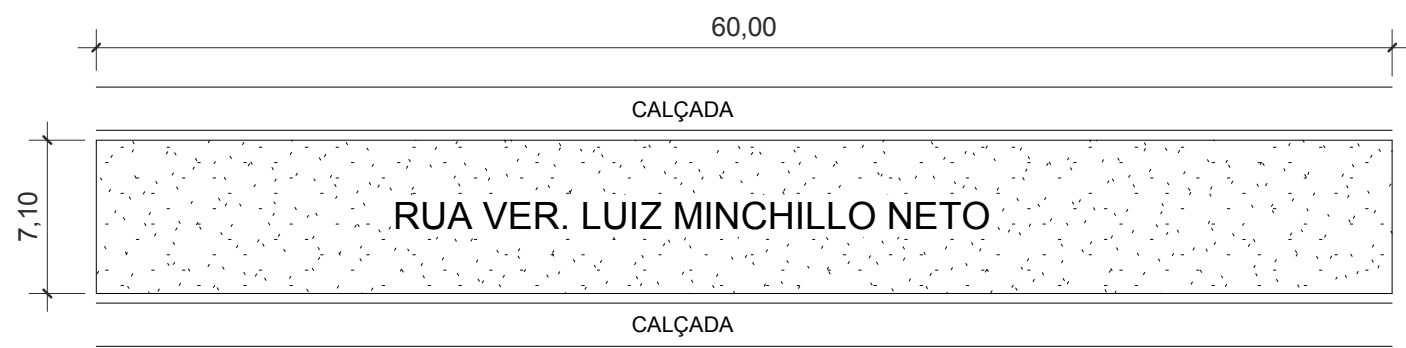 60,00
CALÇADA
7,10
RUA VER. LUIZ MINCHILLO NETO
CALÇADA